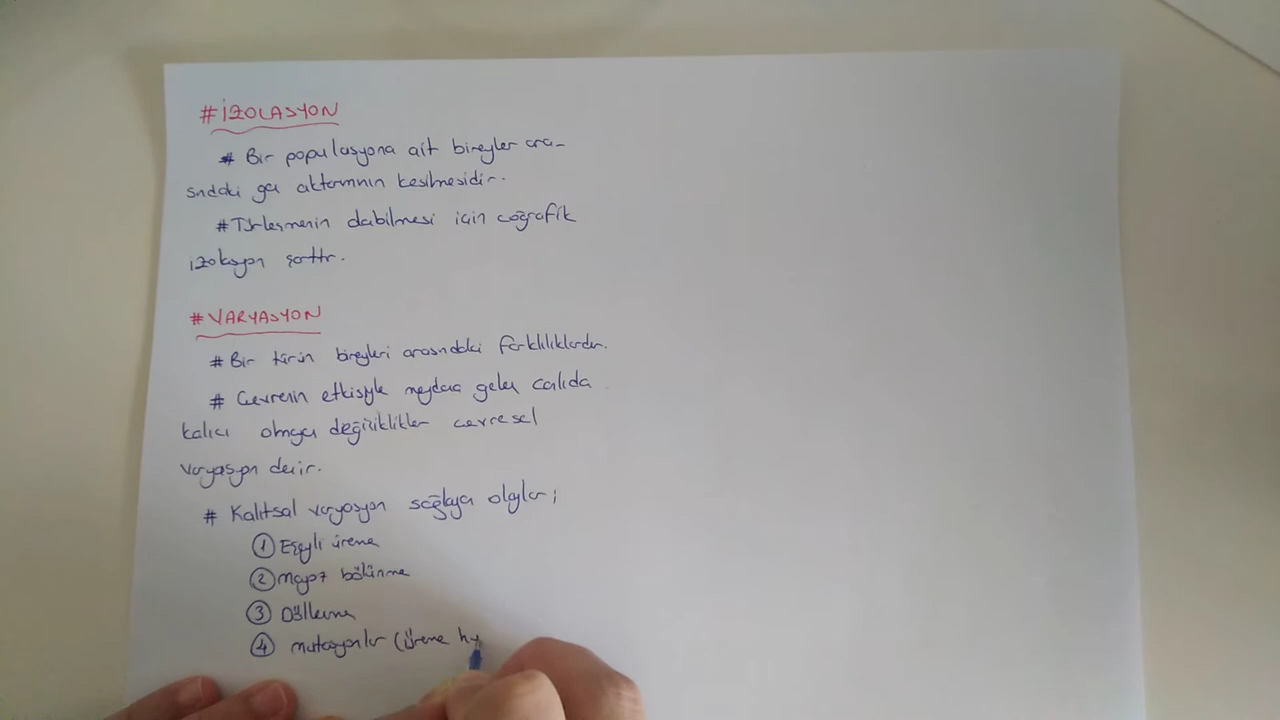 #İZOLASYON
# Bir populasyona ait bireyler ara-
sındaki gen aktarımının kesilmesidir.
# Türleşmenin olabilmesi için coğrafik
izolasyon şarttır.
# VARYASYON
# Bir türün bireyleri arasındaki farklılıklardır.
# Çevrenin etkisiyle meydana gelen
kalıcı olmayan değişiklikler çevresel
varyasyon denir.
# Kalıtsal varyasyon sağlayan olaylar;
① Eşeyli üreme
② Mayoz bölünme
③ Döllenme
④ mutasyonlar (üreme hü